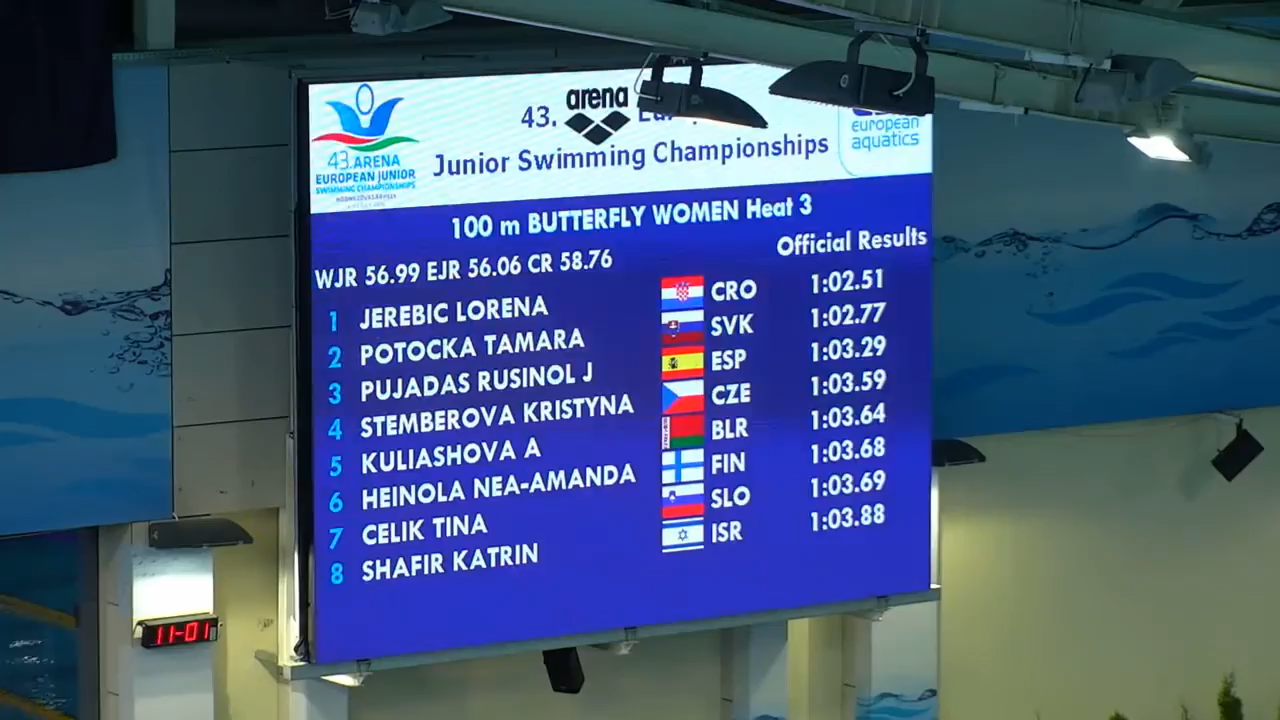 43. ARENA
EUROPEAN JUNIOR
SWIMMING CHAMPIONSHIPS
43. arena
Junior Swimming Championships
european
aquatics
100 m BUTTERFLY WOMEN Heat 3
Official Results
WJR 56.99 EJR 56.06 CR 58.76
1 JEREBIC LORENA CRO 1:02.51
2 POTOCKA TAMARA SVK 1:02.77
3 PUJADAS RUSINOL J ESP 1:03.29
4 STEMBEROVA KRISTYNA CZE 1:03.59
5 KULIASHOVA A BLR 1:03.64
6 HEINOLA NEA-AMANDA FIN 1:03.68
7 CELIK TINA SLO 1:03.69
8 SHAFIR KATRIN ISR 1:03.88
11-01